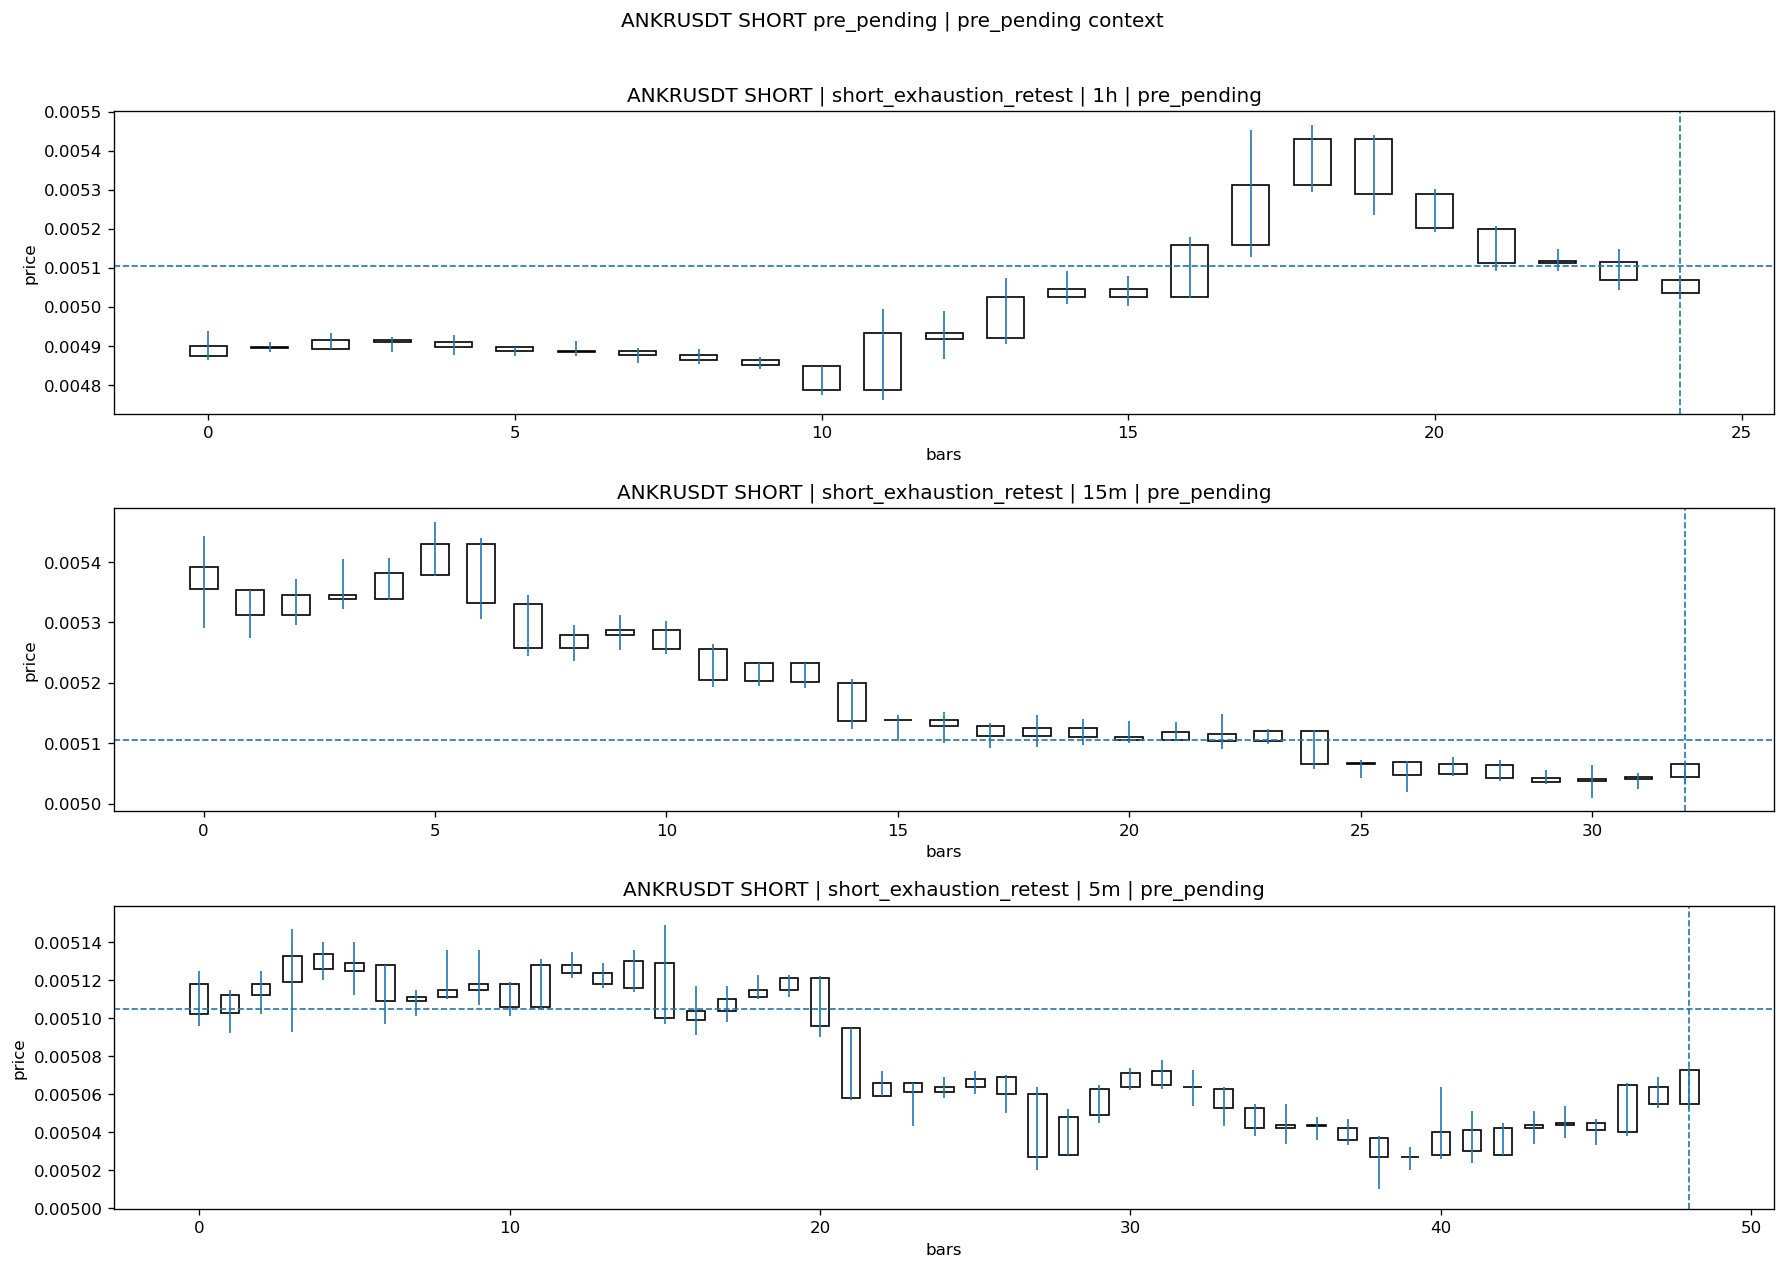 ANKRUSDT SHORT pre_pending | pre_pending context
ANKRUSDT SHORT | short_exhaustion_retest | 1h | pre_pending
0.0055
0.0054
0.0053
0.0052
0.0051
0.0050
0.0049
0.0048
price
0 5 10 15 20 25
bars
ANKRUSDT SHORT | short_exhaustion_retest | 15m | pre_pending
0.0054
0.0053
0.0052
0.0051
0.0050
price
0 5 10 15 20 25 30
bars
ANKRUSDT SHORT | short_exhaustion_retest | 5m | pre_pending
0.00514
0.00512
0.00510
0.00508
0.00506
0.00504
0.00502
0.00500
price
0 10 20 30 40 50
bars